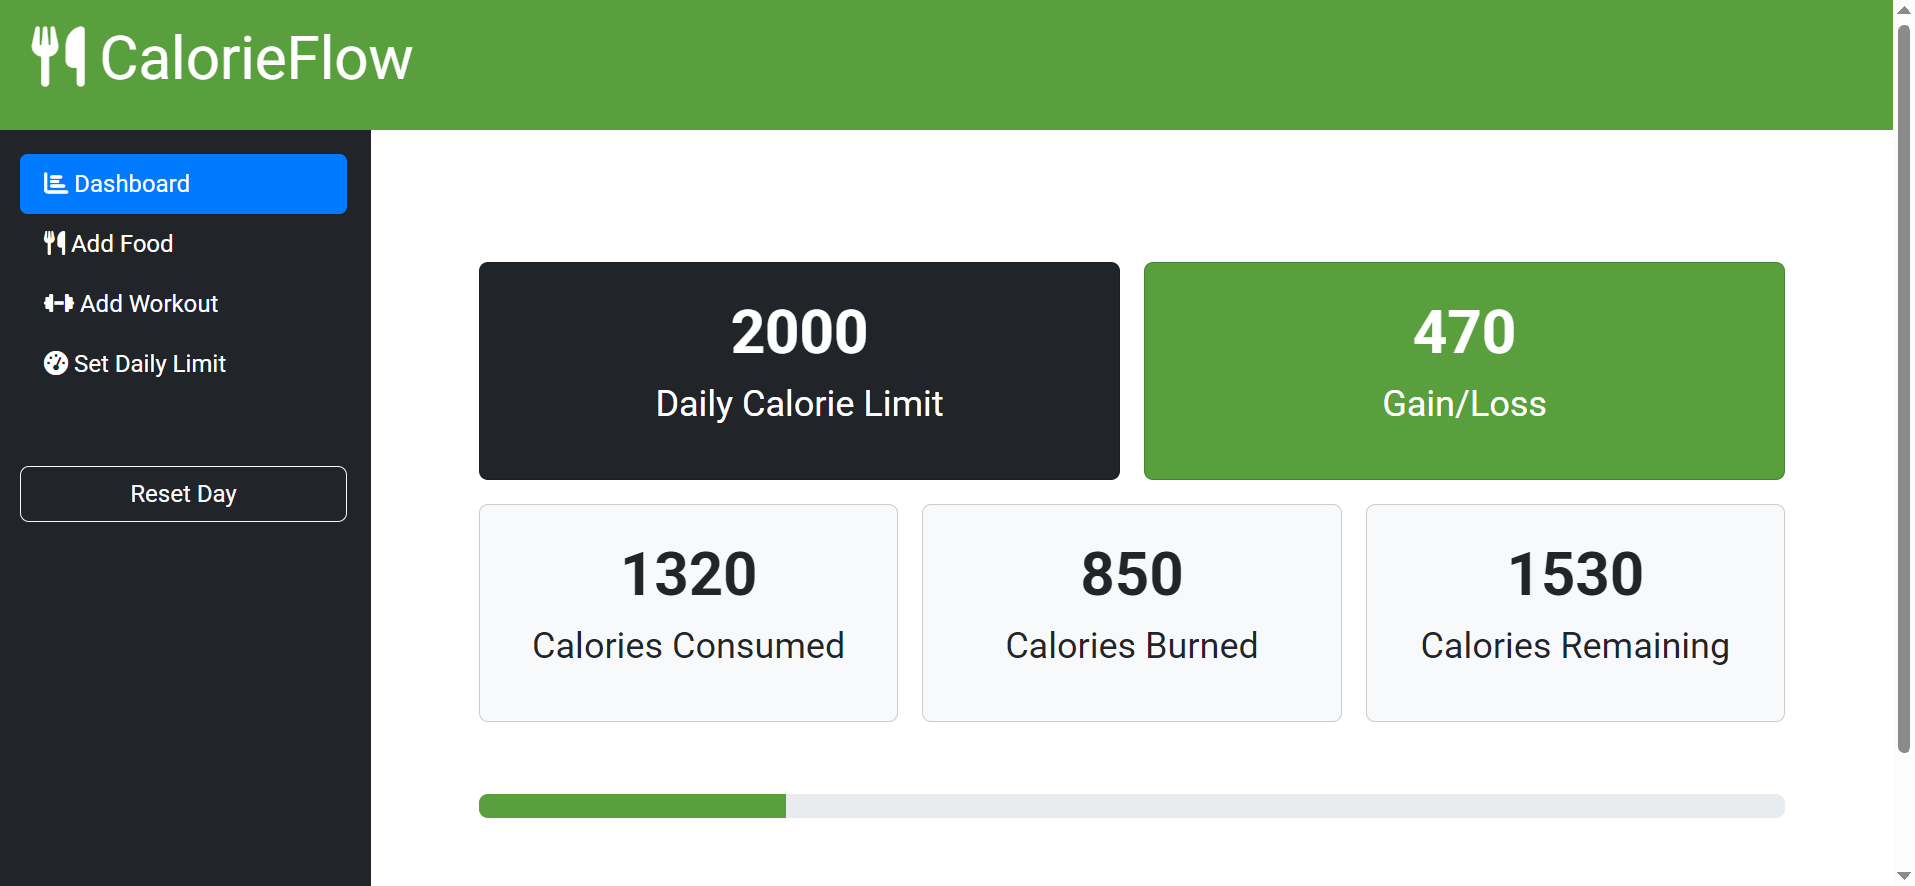 CalorieFlow
Dashboard
Add Food
Add Workout
Set Daily Limit
Reset Day
2000
Daily Calorie Limit
470
Gain/Loss
1320
Calories Consumed
850
Calories Burned
1530
Calories Remaining